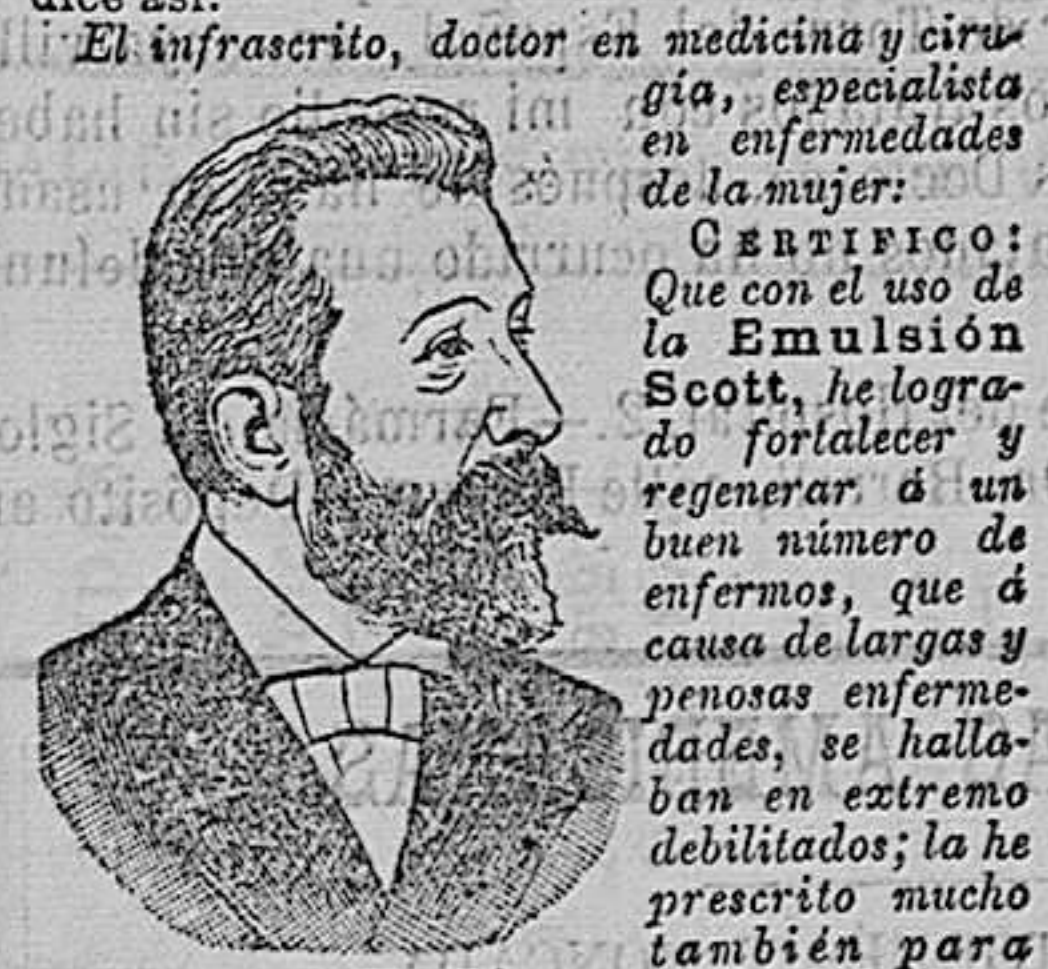 dice así.
El infrascrito, doctor en medicina y ciru-
gía, especialista
en enfermedades
de la mujer:
CERTIFICO:
Que con el uso de
la Emulsión
Scott, he logra-
do fortalecer y
regenerar á un
buen número de
enfermos, que á
causa de largas y
penosas enferme-
dades, se halla-
ban en extremo
debilitados; la he
prescrito mucho
también para